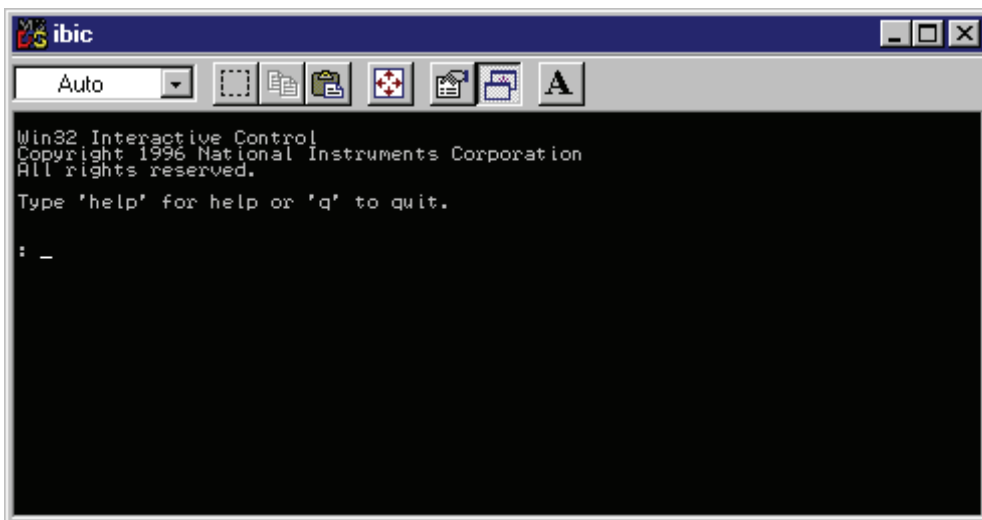 ibic
Auto
A
Win32 Interactive Control
Copyright 1996 National Instruments Corporation
All rights reserved.
Type 'help' for help or 'q' to quit.
: _